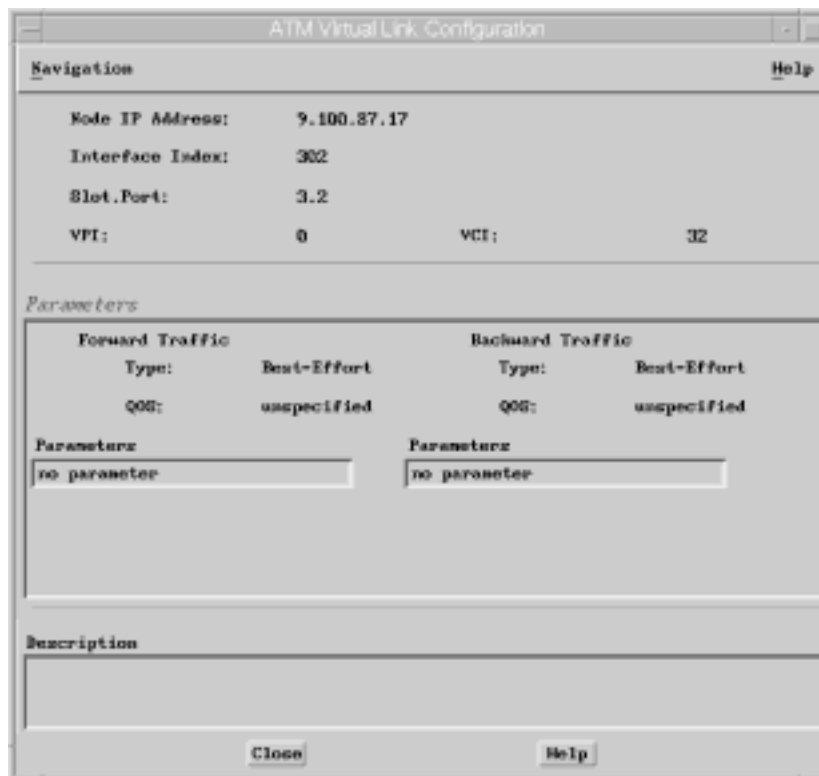 ATM Virtual Link Configuration
Navigation Help
Node IP Address: 9.100.87.17
Interface Index: 302
Slot.Port: 3.2
VPI: 0 VCI: 32
Parameters
Forward Traffic Backward Traffic
Type: Best-Effort Type: Best-Effort
QOS: unspecified QOS: unspecified
Parameters Parameters
no parameter no parameter
Description
Close Help